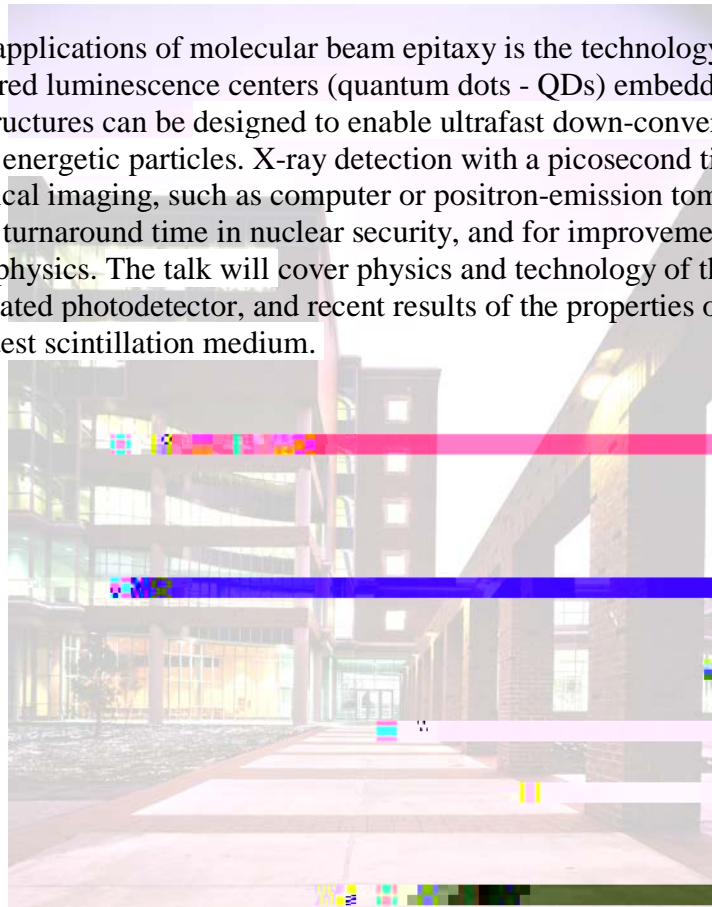 applications of molecular beam epitaxy is the technology
red luminescence centers (quantum dots - QDs) embedd
ructures can be designed to enable ultrafast down-conver
energetic particles. X-ray detection with a picosecond ti
ical imaging, such as computer or positron-emission tom
turnaround time in nuclear security, and for improveme
physics. The talk will cover physics and technology of th
ated photodetector, and recent results of the properties o
est scintillation medium.